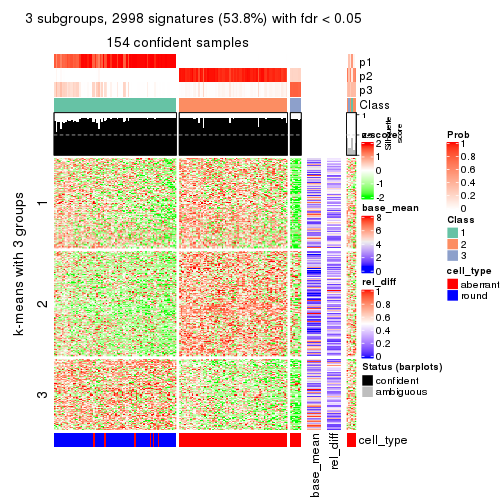 3 subgroups, 2998 signatures (53.8%) with fdr < 0.05
154 confident samples
p1
p2
p3
Class
1
Silhouette
score
z-score
2
1
0
-1
-2
base_mean
8
6
4
2
0
rel_diff
1
0.8
0.6
0.4
0.2
0
Status (barplots)
confident
ambiguous
Prob
1
0.8
0.6
0.4
0.2
0
Class
1
2
3
cell_type
aberrant
round
k-means with 3 groups
1
2
3
base_mean
rel_diff
cell_type